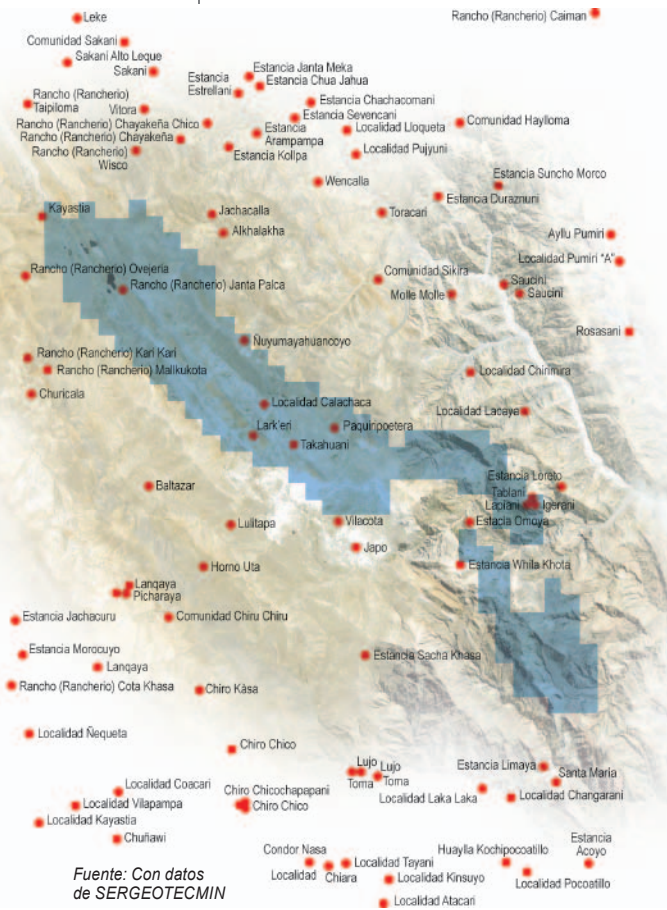 Leke
Rancho (Rancherio) Caiman
Comunidad Sakani
Sakani Alto Leque
Sakani
Estancia Janta Meka
Estancia
Estrellani
Estancia Chua Jahua
Rancho (Rancherio)
Taipiloma
Vitora
Estancia Chachacomani
Estancia Sevencani
Rancho (Rancherio) Chayakeña Chico
Rancho (Rancherio) Chayakeña
Rancho (Rancherio)
Wisco
Estancia
Arampampa
Estancia Kollpa
Localidad Lloqueta
Comunidad Haylloma
Localidad Pujyuni
Wencalla
Estancia Suncho Morco
Estancia Duraznuni
Kayastia
Jachacalla
Alkhalakha
Toracari
Ayllu Pumiri
Localidad Pumiri "A"
Rancho (Rancherio) Ovejeria
Rancho (Rancherio) Janta Palca
Comunidad Sikira
Molle Molle
Saucini
Saucini
Rosasani
Ñuyumayahuancoyo
Rancho (Rancherio) Kari Kari
Rancho (Rancherio) Mallkukota
Localidad Chirimira
Churicala
Localidad Calachaca
Localidad Lacaya
Lark'eri
Paquinpoetera
Takahuani
Estancia Loreto
Tablani
Lapiani
Igerani
Baltazar
Lulitapa
Vilacota
Estacia Omoya
Japo
Homo Uta
Estancia Whila Khota
Lanqaya
Picharaya
Estancia Jachacuru
Comunidad Chiru Chiru
Estancia Morocuyo
Lanqaya
Estancia Sacha Khasa
Rancho (Rancherio) Cota Khasa
Chiro Kàsa
Localidad Ñequeta
Chiro Chico
Lujo
Toma
Lujo
Toma
Estancia Limaya
Santa María
Localidad Coacari
Chiro Chicochapapani
Chiro Chico
Localidad Laka Laka
Localidad Changarani
Localidad Vilapampa
Localidad Kayastia
Chuñawi
Condor Nasa
Localidad
Chiara
Localidad Tayani
Huaylla Kochipocoatillo
Estancia
Acoyo
Localidad Kinsuyo
Localidad Pocoatillo
Localidad Atacari
Fuente: Con datos
de SERGEOTECMIN